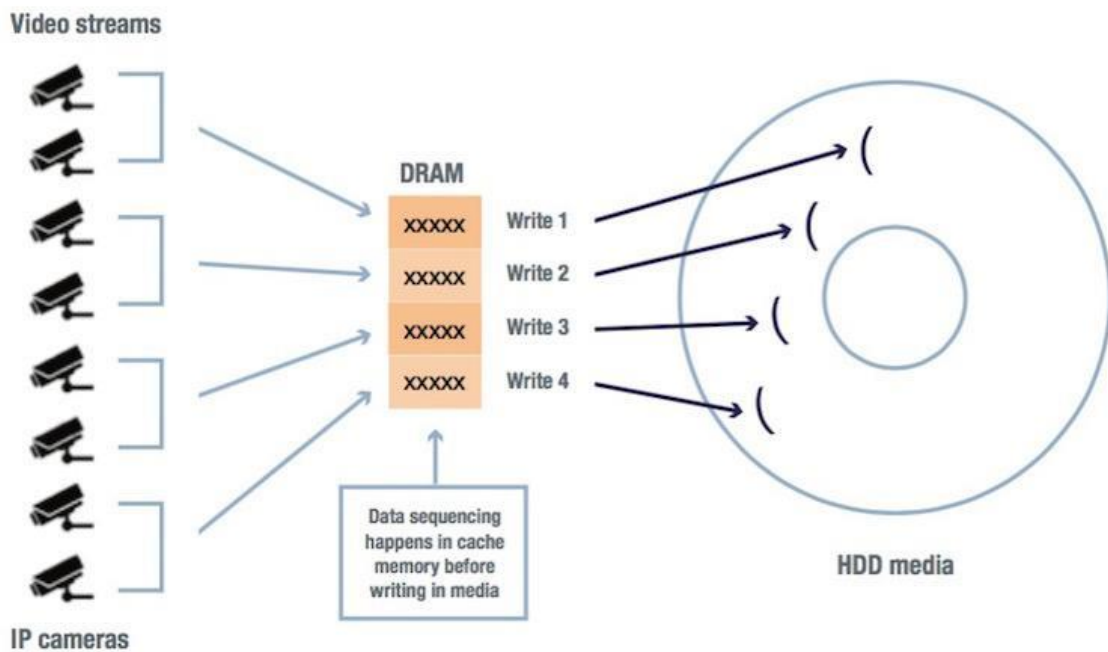 Video streams
DRAM
XXXXX
Write 1
XXXXX
Write 2
XXXXX
Write 3
XXXXX
Write 4
Data sequencing
happens in cache
memory before
writing in media
HDD media
IP cameras